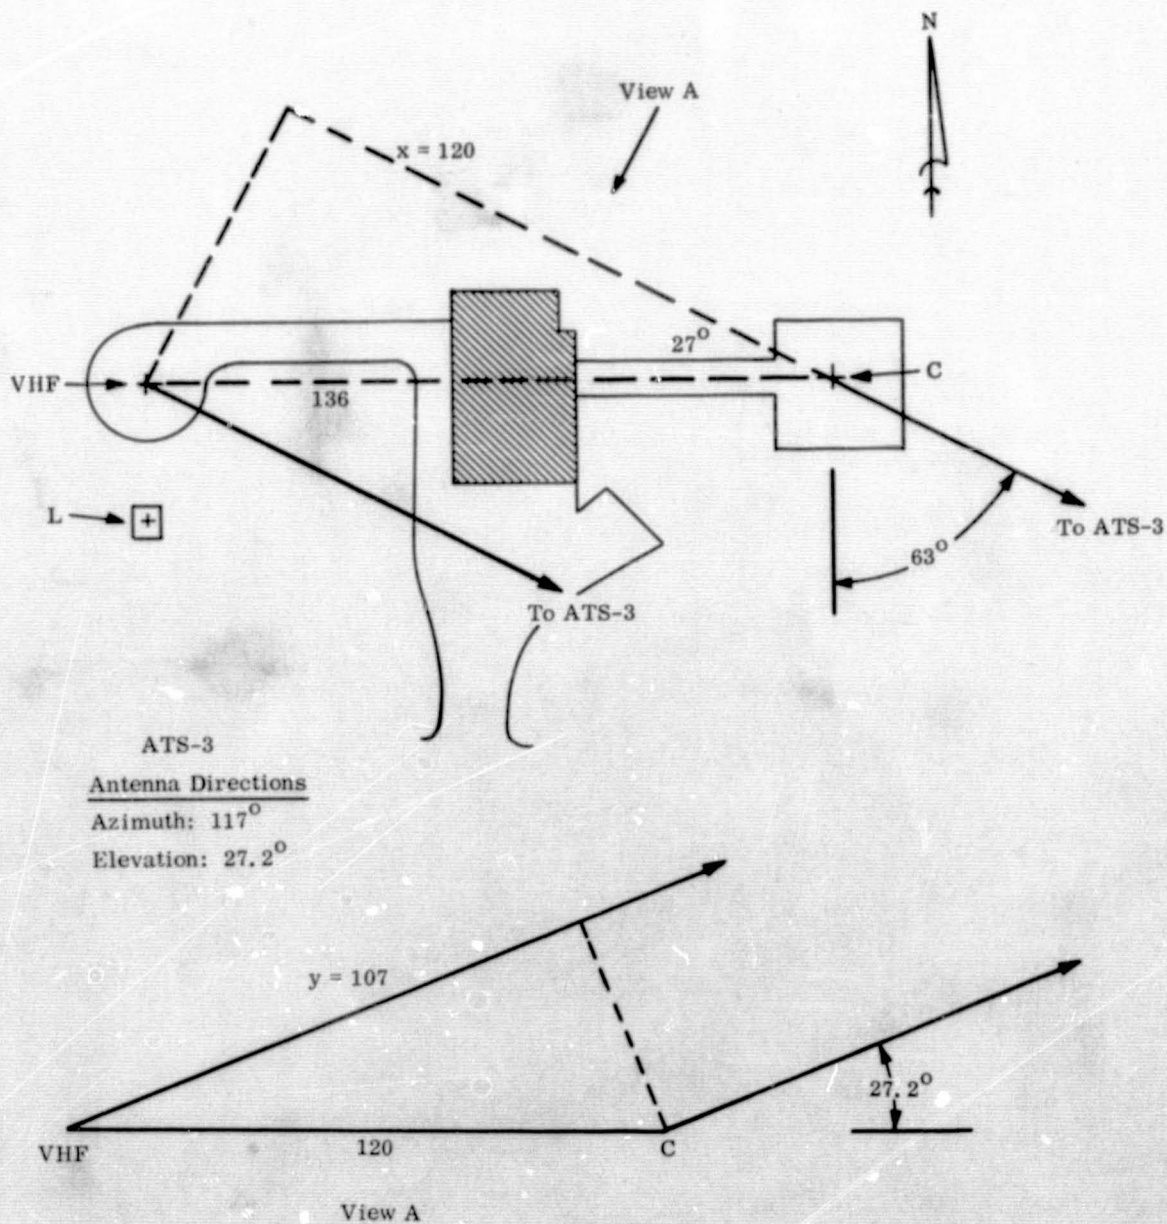 N
View A
x = 120
27°
VHF
C
136
L
To ATS-3
63°
To ATS-3
ATS-3
Antenna Directions
Azimuth: 117°
Elevation: 27.2°
y = 107
27.2°
VHF
120
C
View A